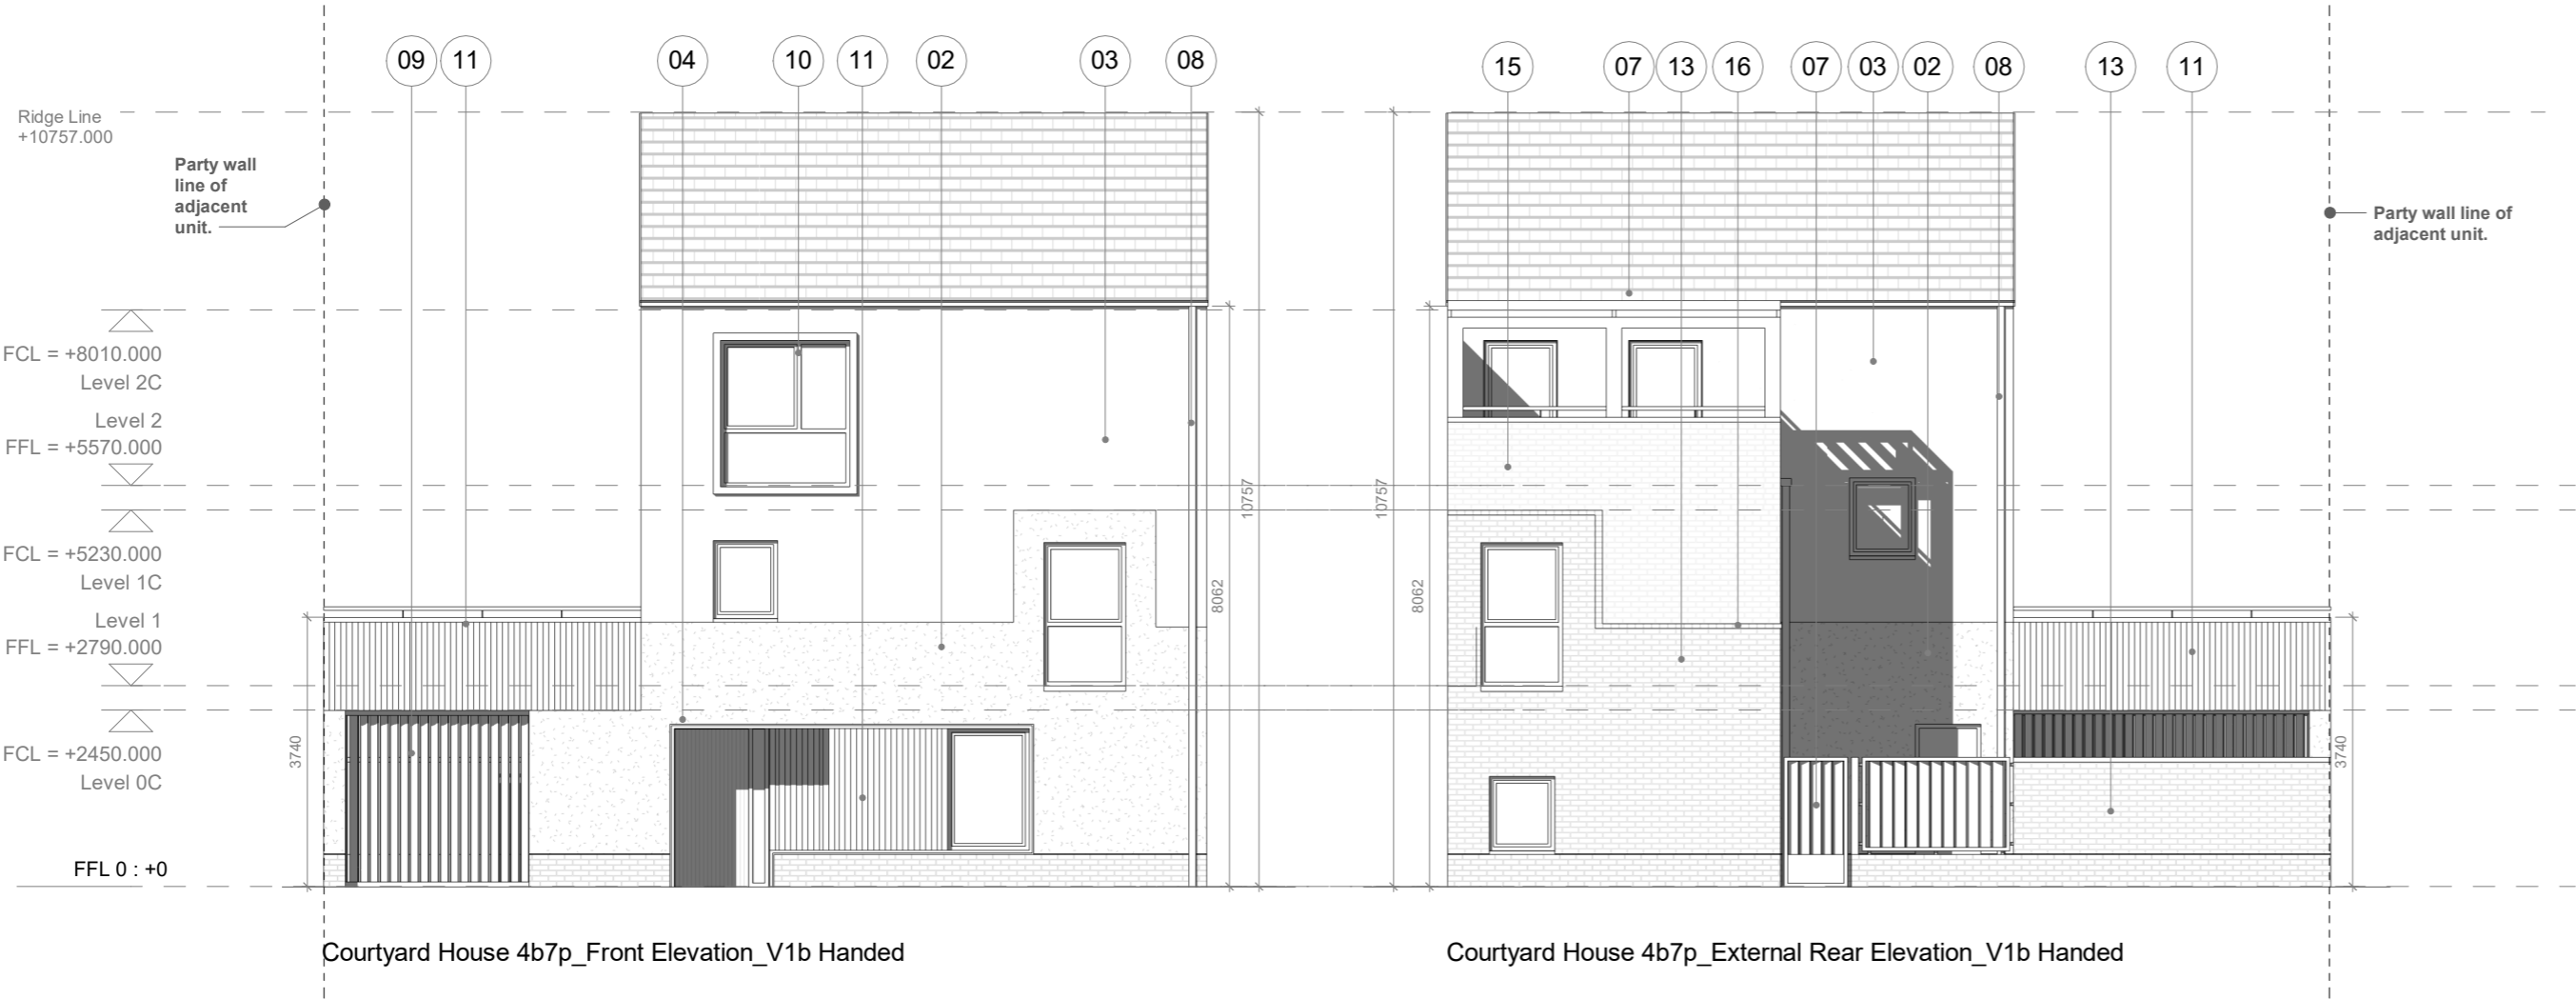 09 11 04 10 11 02 03 08 15 07 13 16 07 03 02 08 13 11
Ridge Line
+10757.000
Party wall
line of
adjacent
unit.
Party wall line of
adjacent unit.
FCL = +8010.000
Level 2C
Level 2
FFL = +5570.000
FCL = +5230.000
Level 1C
Level 1
FFL = +2790.000
FCL = +2450.000
Level 0C
FFL 0 : +0
3740
8062
10757
10757
8062
3740
Courtyard House 4b7p_Front Elevation_V1b Handed
Courtyard House 4b7p_External Rear Elevation_V1b Handed